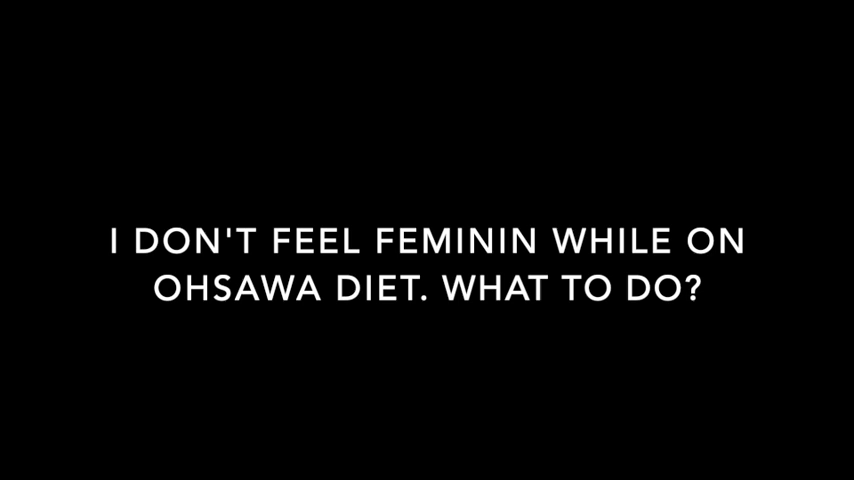 I DON'T FEEL FEMININ WHILE ON
OHSAWA DIET. WHAT TO DO?